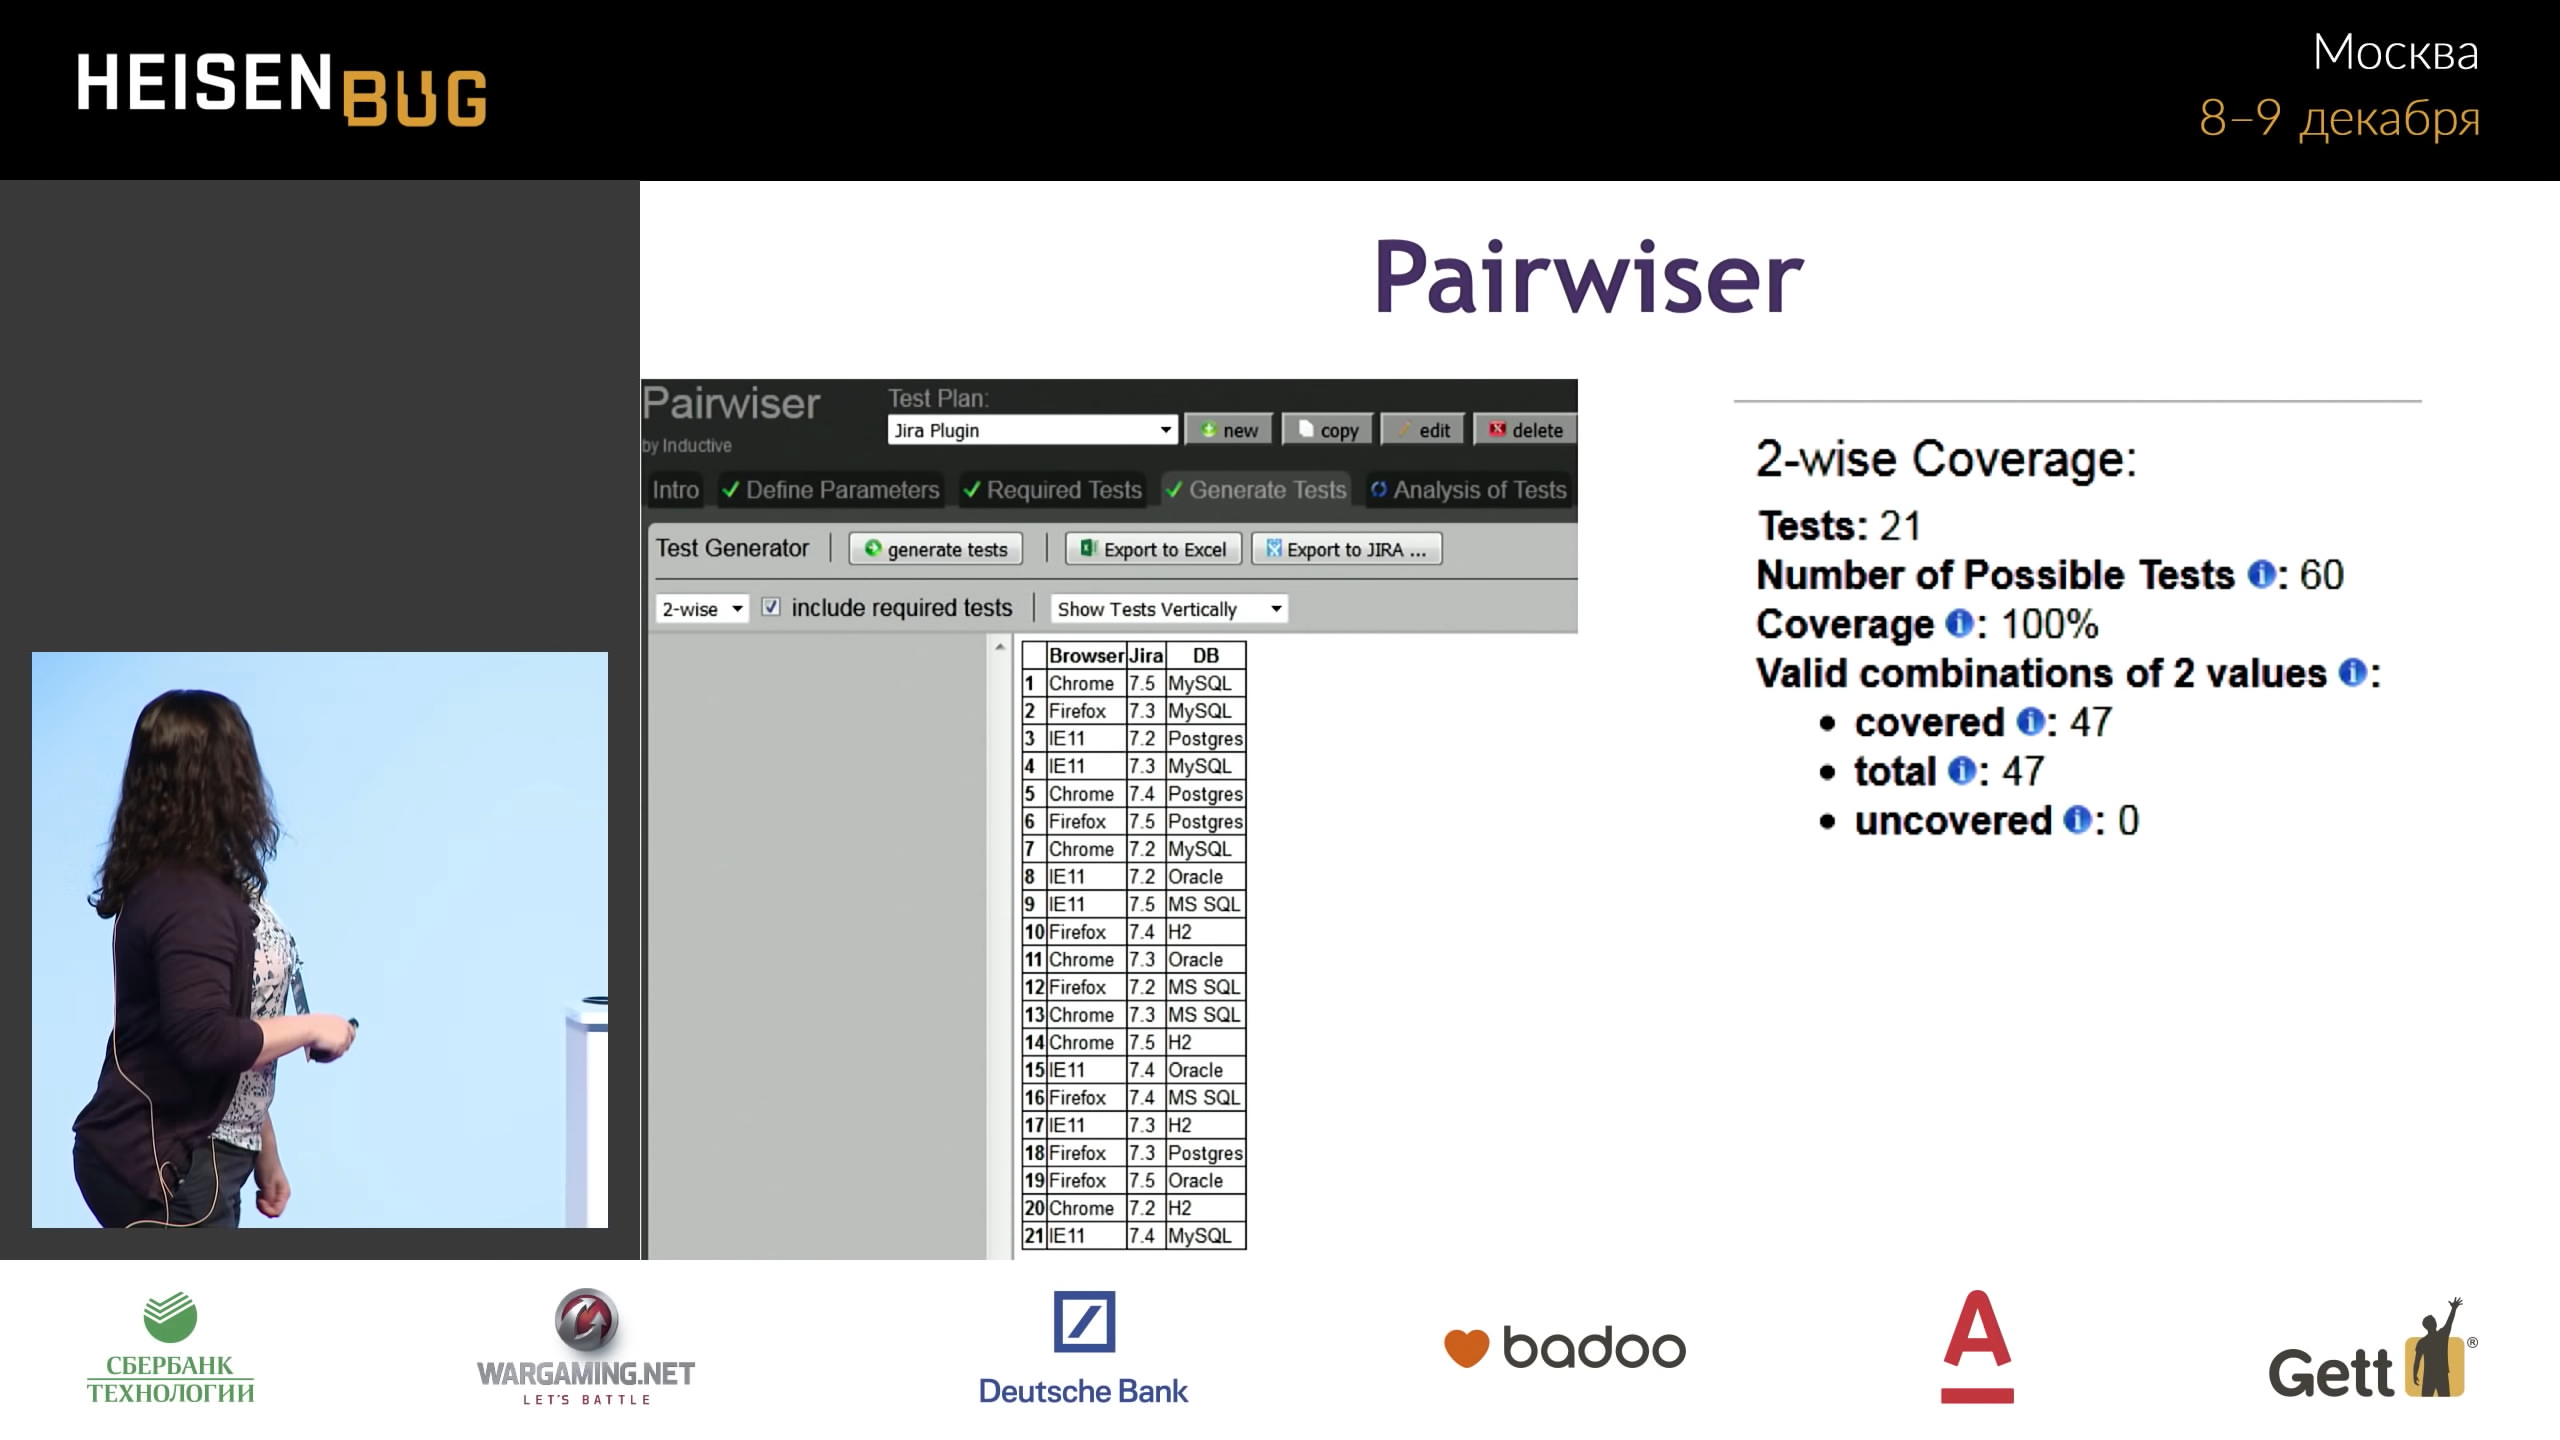 HEISENBUG
Москва
8–9 декабря
Pairwiser
Pairwiser
by Inductive
Test Plan:
Jira Plugin
new
copy
edit
delete
Intro
Define Parameters
Required Tests
Generate Tests
Analysis of Tests
Test Generator
generate tests
Export to Excel
Export to JIRA ...
2-wise
include required tests
Show Tests Vertically
Browser Jira DB
1 Chrome 7.5 MySQL
2 Firefox 7.3 MySQL
3 IE11 7.2 Postgres
4 IE11 7.3 MySQL
5 Chrome 7.4 Postgres
6 Firefox 7.5 Postgres
7 Chrome 7.2 MySQL
8 IE11 7.2 Oracle
9 IE11 7.5 MS SQL
10 Firefox 7.4 H2
11 Chrome 7.3 Oracle
12 Firefox 7.2 MS SQL
13 Chrome 7.3 MS SQL
14 Chrome 7.5 H2
15 IE11 7.4 Oracle
16 Firefox 7.4 MS SQL
17 IE11 7.3 H2
18 Firefox 7.3 Postgres
19 Firefox 7.5 Oracle
20 Chrome 7.2 H2
21 IE11 7.4 MySQL
2-wise Coverage:
Tests: 21
Number of Possible Tests i: 60
Coverage i: 100%
Valid combinations of 2 values i:
• covered i: 47
• total i: 47
• uncovered i: 0
СБЕРБАНК
ТЕХНОЛОГИИ
WARGAMING.NET
LET'S BATTLE
Deutsche Bank
badoo
А
Gett®